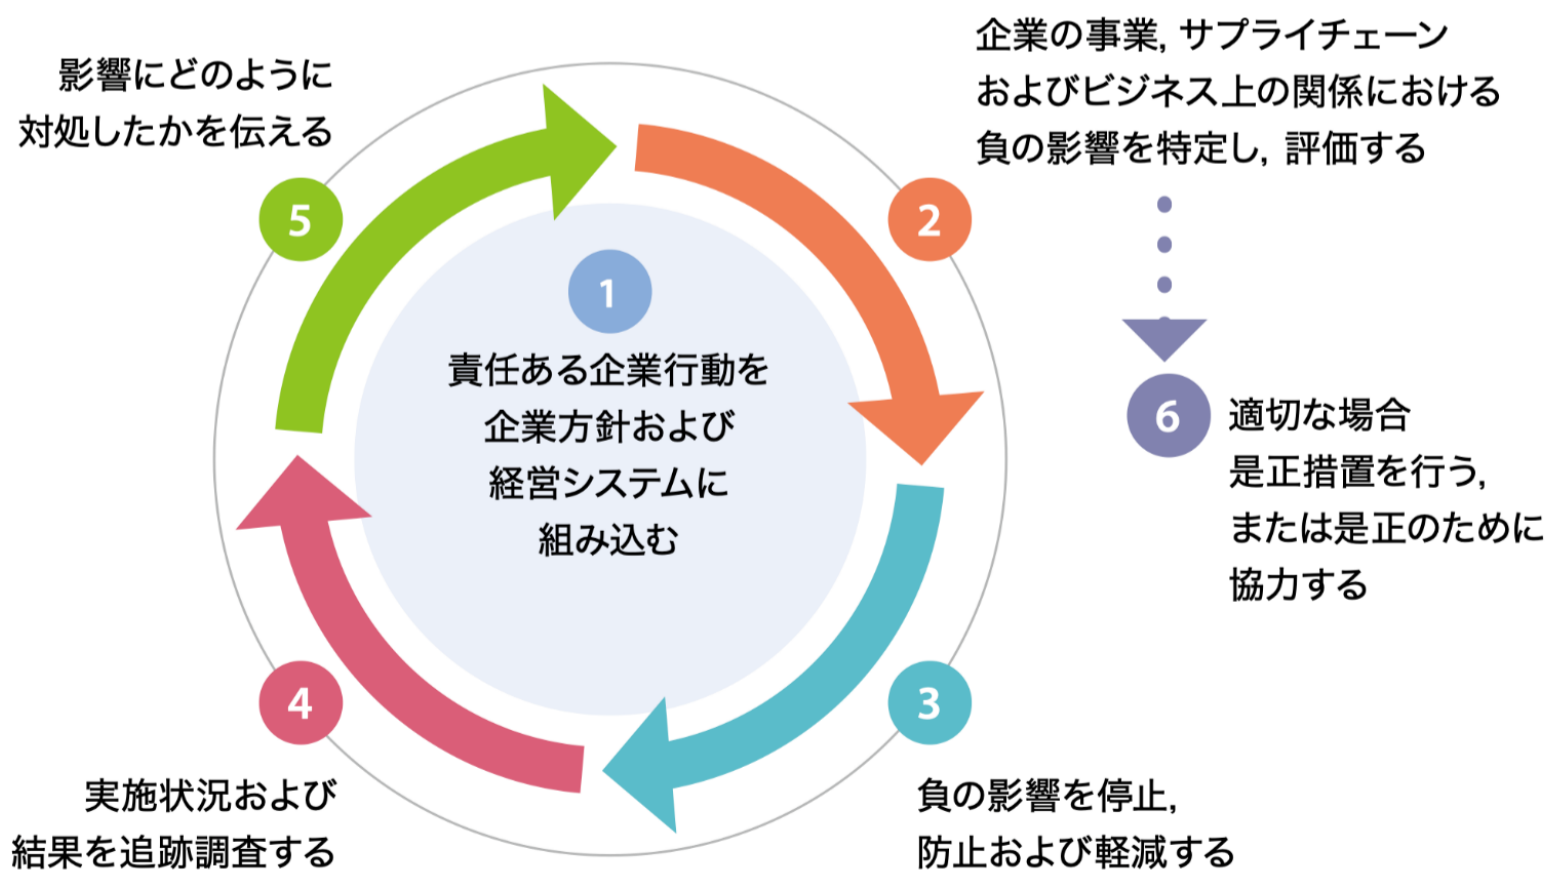 1
責任ある企業行動を
企業方針および
経営システムに
組み込む
2
企業の事業, サプライチェーン
およびビジネス上の関係における
負の影響を特定し, 評価する
3
負の影響を停止,
防止および軽減する
4
実施状況および
結果を追跡調査する
5
影響にどのように
対処したかを伝える
6
適切な場合
是正措置を行う,
または是正のために
協力する